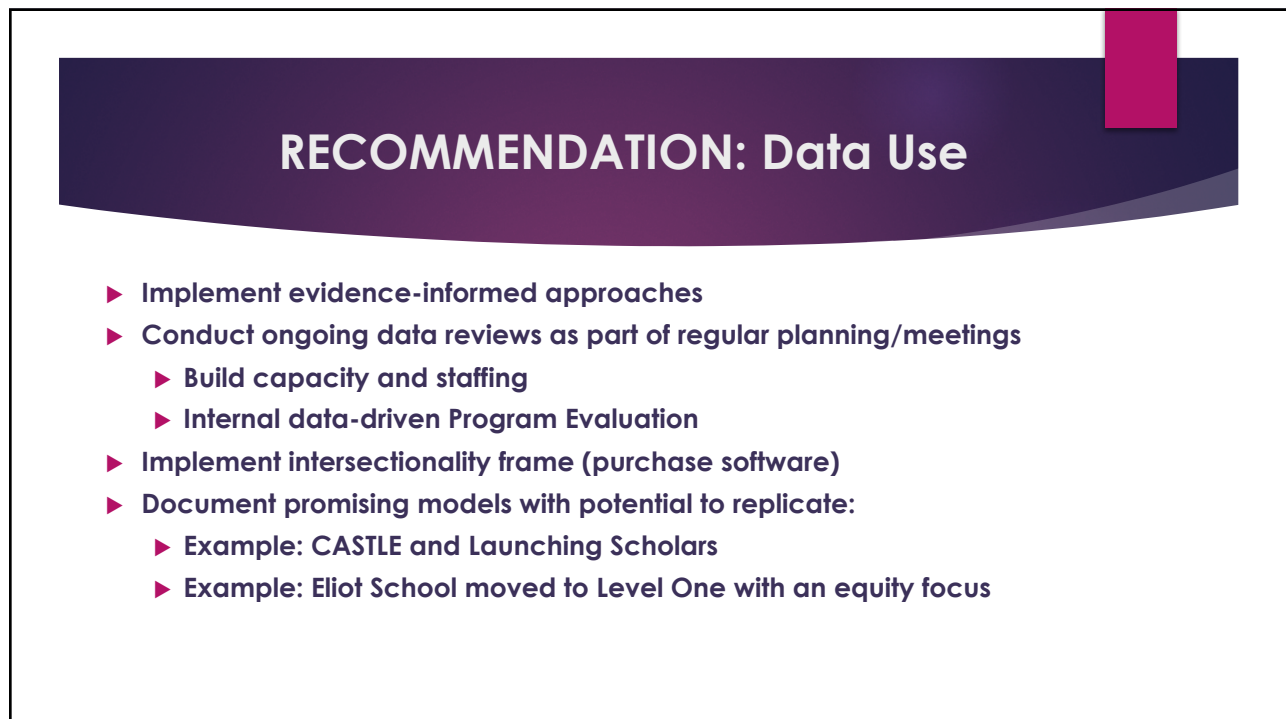 RECOMMENDATION: Data Use
Implement evidence-informed approaches
Conduct ongoing data reviews as part of regular planning/meetings
Build capacity and staffing
Internal data-driven Program Evaluation
Implement intersectionality frame (purchase software)
Document promising models with potential to replicate:
Example: CASTLE and Launching Scholars
Example: Eliot School moved to Level One with an equity focus